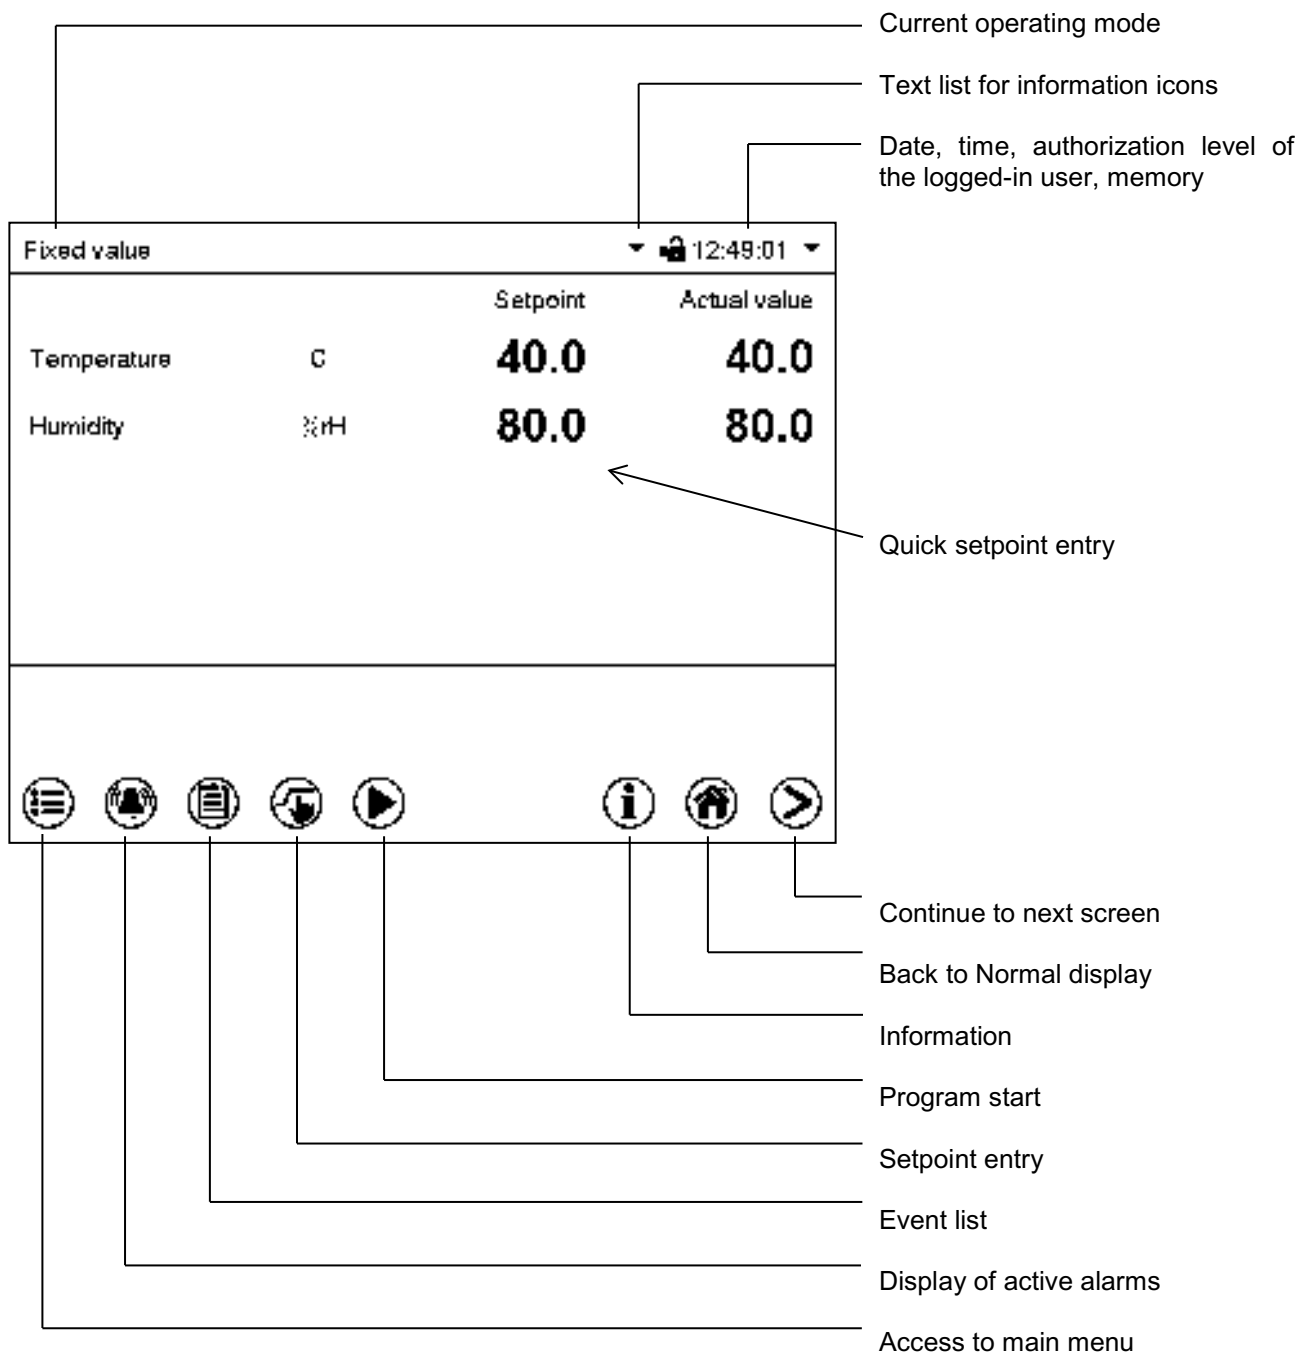 Current operating mode
Text list for information icons
Date, time, authorization level of
the logged-in user, memory
Fixed value 12:49:01
Setpoint Actual value
Temperature C 40.0 40.0
Humidity %rH 80.0 80.0
Quick setpoint entry
Continue to next screen
Back to Normal display
Information
Program start
Setpoint entry
Event list
Display of active alarms
Access to main menu